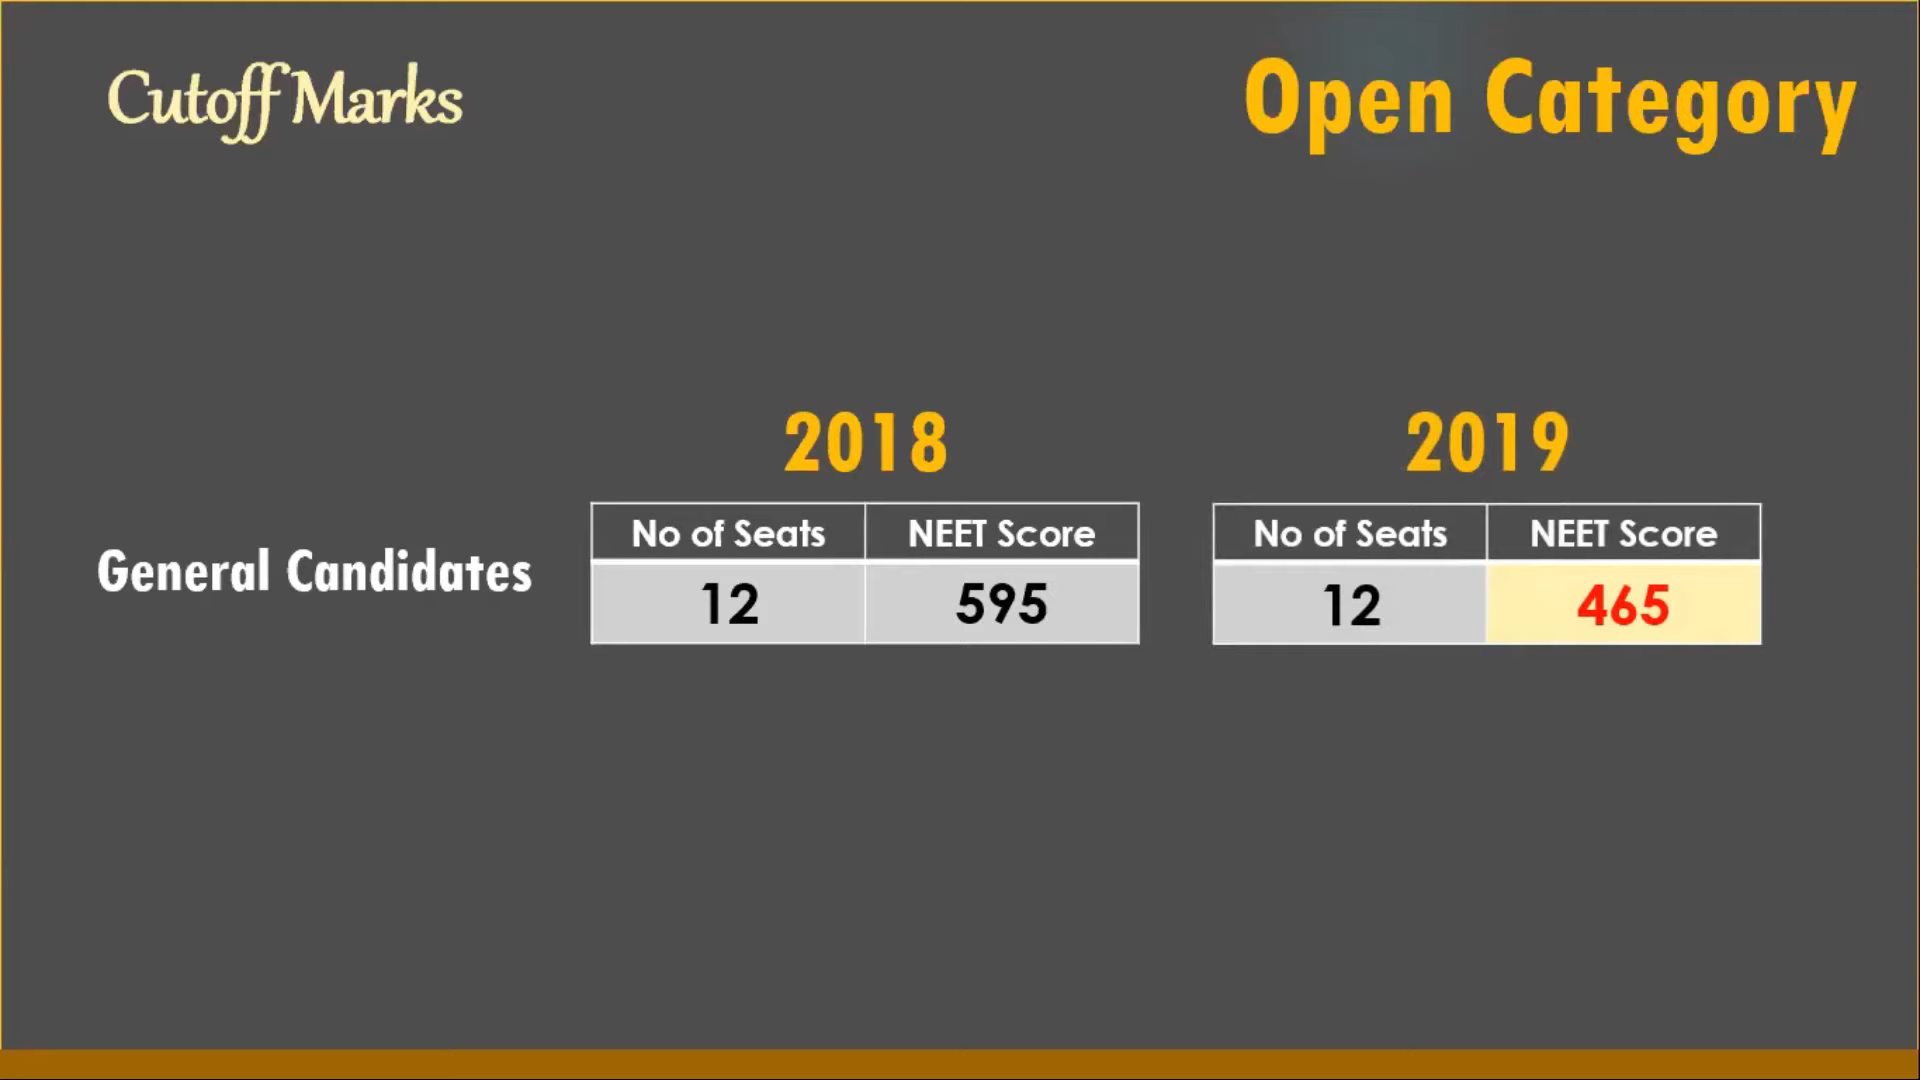 Cutoff Marks
Open Category
2018
2019
General Candidates
No of Seats NEET Score
12 595
No of Seats NEET Score
12 465